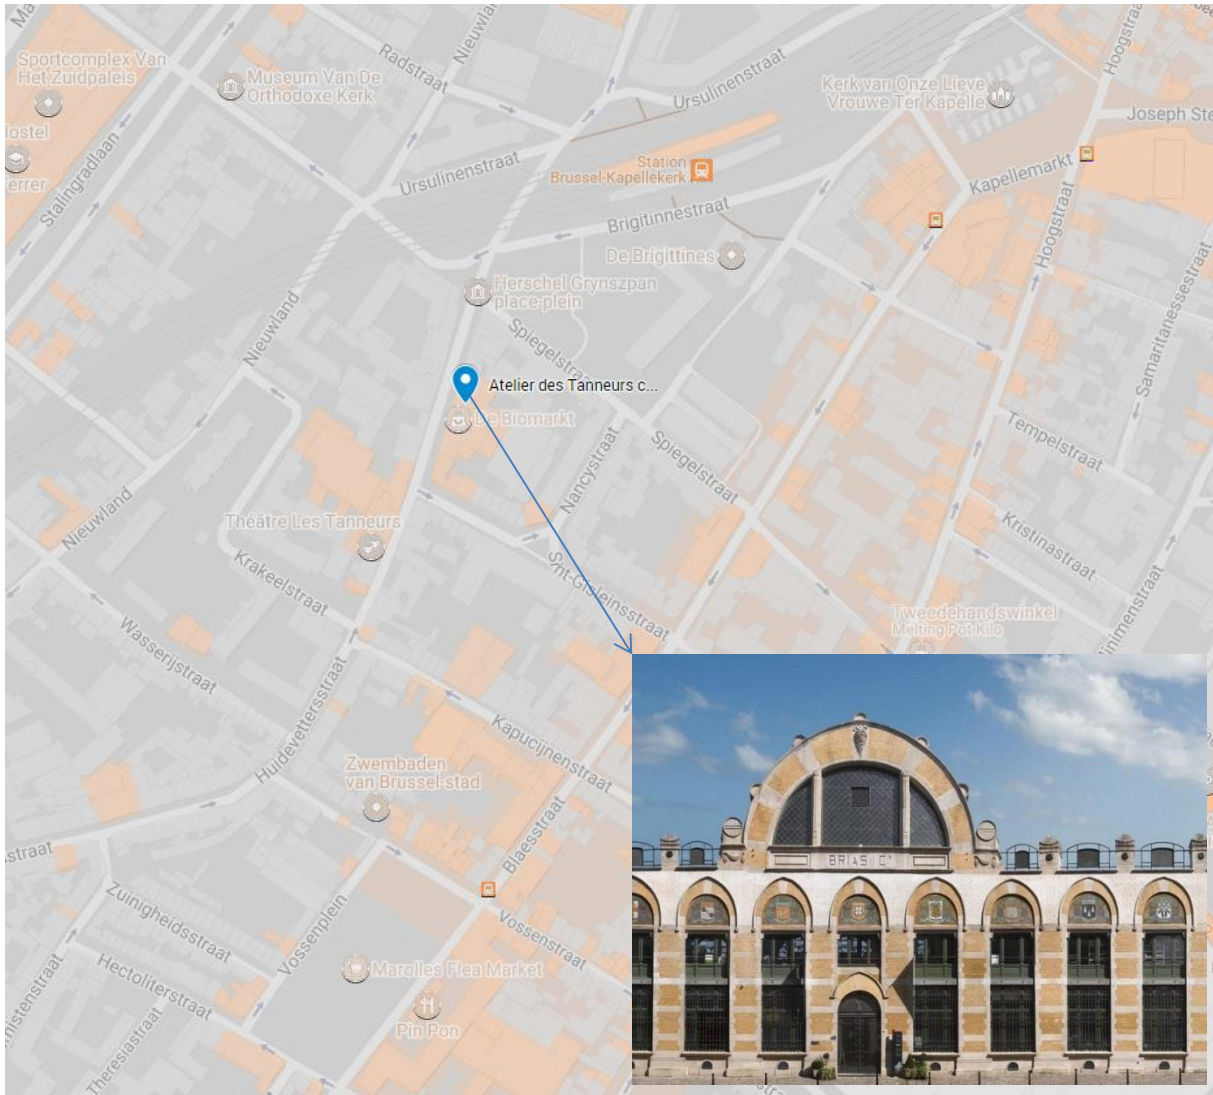 Nieuwland
Hoogstraat
Sportcomplex Van
Het Zuidpaleis
Radstraat
Museum Van De
Orthodoxe Kerk
Ursulinenstraat
Kerk van Onze Lieve
Vrouwe Ter Kapelle
Joseph Ste
Stalingradlaan
Ursulinenstraat
Station
Brussel-Kapellekerk
Kapellemarkt
Brigitinnestraat
Hoogstraat
De Brigittines
Herschel Grynszpan
place-plein
Samaritanessestraat
Nieuwland
Spiegelstraat
Atelier des Tanneurs c...
De Biomarkt
Tempelstraat
Spiegelstraat
Nancystraat
Nieuwland
Théâtre Les Tanneurs
Kristinastraat
Krakeelstraat
Sint-Gisleinsstraat
Tweedehandswinkel
Melting Pot Kilo
Wasserijstraat
Huidevettersstraat
Kapucijnenstraat
Zwembaden
van Brussel-stad
Blaesstraat
straat
Zuinigheidsstraat
Vossenplein
Vossenstraat
Hectoliterstraat
Marolles Flea Market
Pin Pon
Theresiastraat
BRIAS Cº